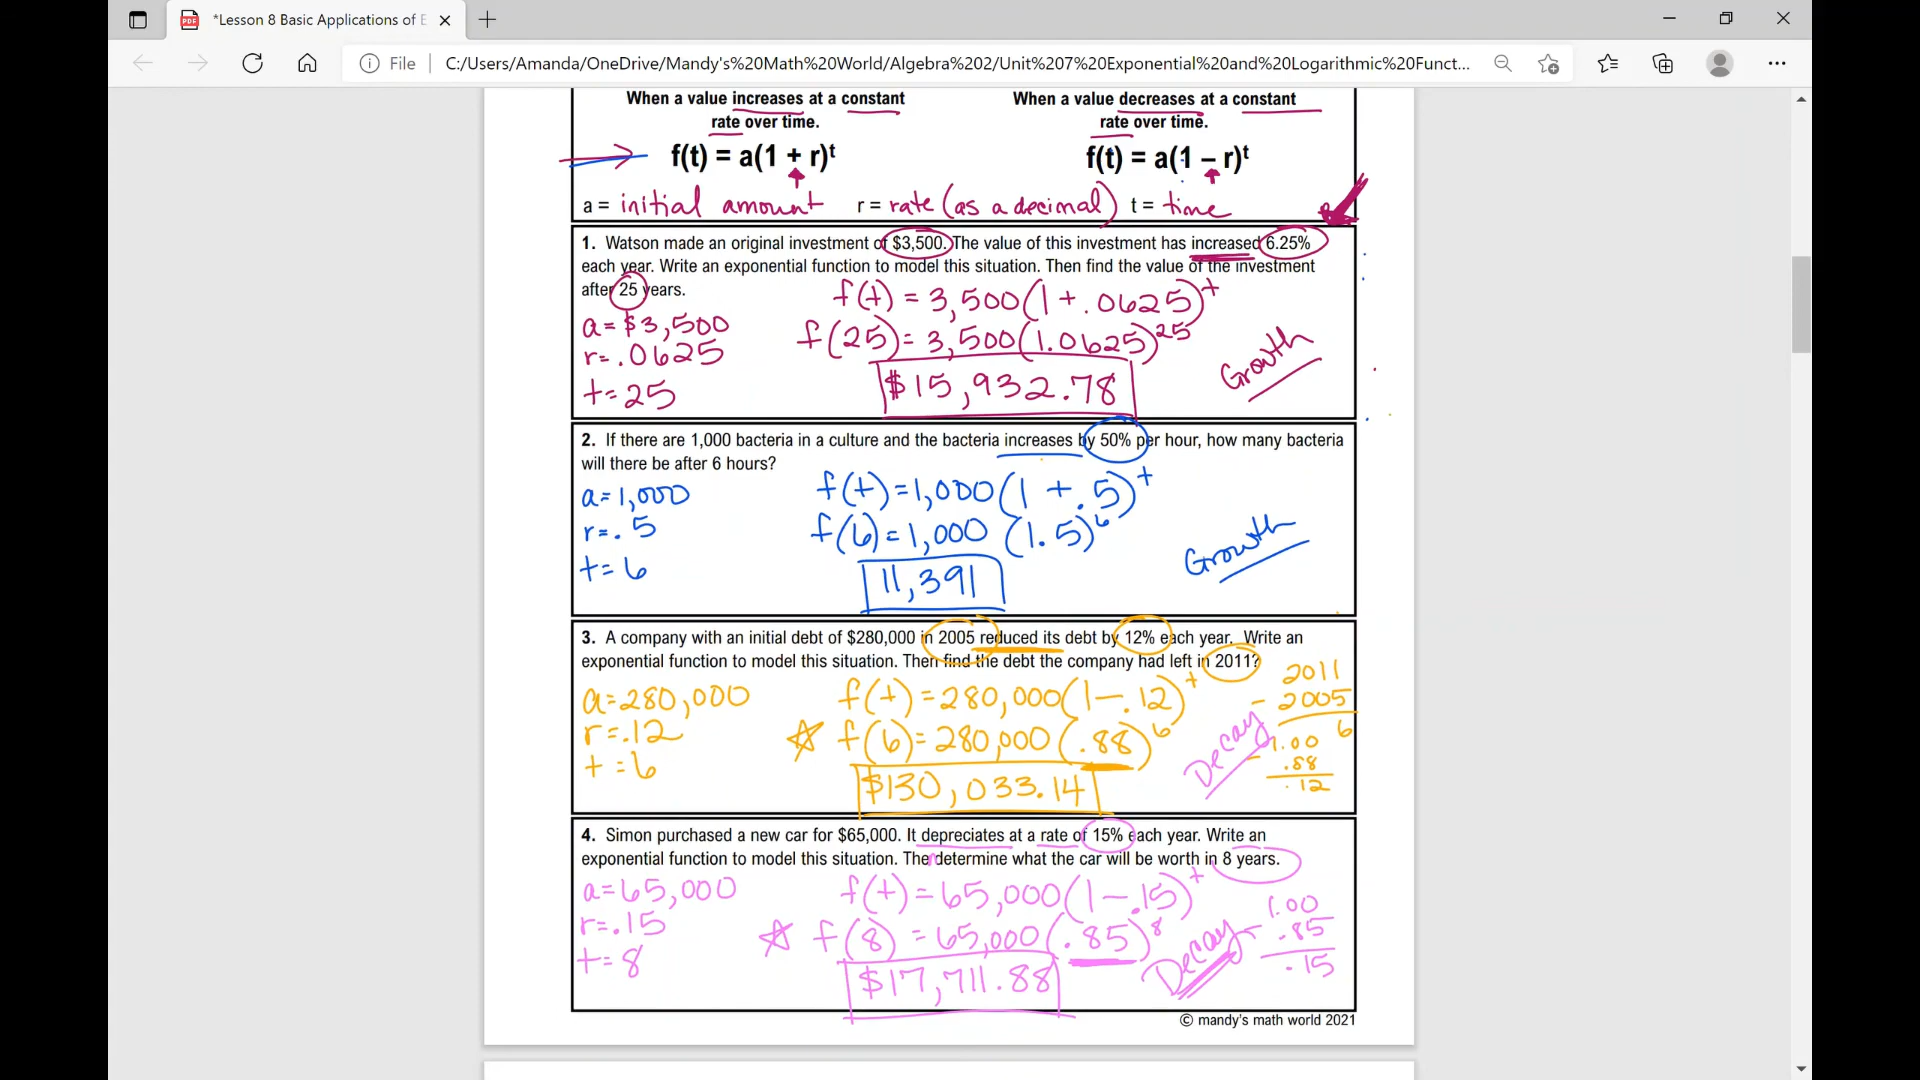 *Lesson 8 Basic Applications of E
File C:/Users/Amanda/OneDrive/Mandy's%20Math%20World/Algebra%202/Unit%207%20Exponential%20and%20Logarithmic%20Funct...
When a value increases at a constant
rate over time.
f(t) = a(1 + r)^t
When a value decreases at a constant
rate over time.
f(t) = a(1 − r)^t
a = initial amount r = rate (as a decimal) t = time
1. Watson made an original investment of $3,500. The value of this investment has increased 6.25%
each year. Write an exponential function to model this situation. Then find the value of the investment
after 25 years.
a=$3,500
r=.0625
t=25
f(t) = 3,500(1 + .0625)^t
f(25)= 3,500(1.0625)^25
$15,932.78
Growth
2. If there are 1,000 bacteria in a culture and the bacteria increases by 50% per hour, how many bacteria
will there be after 6 hours?
a=1,000
r=.5
t=6
f(t)=1,000(1 + .5)^t
f(6)=1,000 (1.5)^6
11,391
Growth
3. A company with an initial debt of $280,000 in 2005 reduced its debt by 12% each year. Write an
exponential function to model this situation. Then find the debt the company had left in 2011?
a=280,000
r=.12
t=6
f(t)=280,000(1−.12)^t
f(6)=280,000(.88)^6
$130,033.14
Decay
2011
− 2005
6
1.00
− .88
.12
4. Simon purchased a new car for $65,000. It depreciates at a rate of 15% each year. Write an
exponential function to model this situation. Then determine what the car will be worth in 8 years.
a=65,000
r=.15
t=8
f(t)=65,000(1−.15)^t
f(8)=65,000(.85)^8
$17,711.88
Decay
1.00
− .85
.15
© mandy's math world 2021